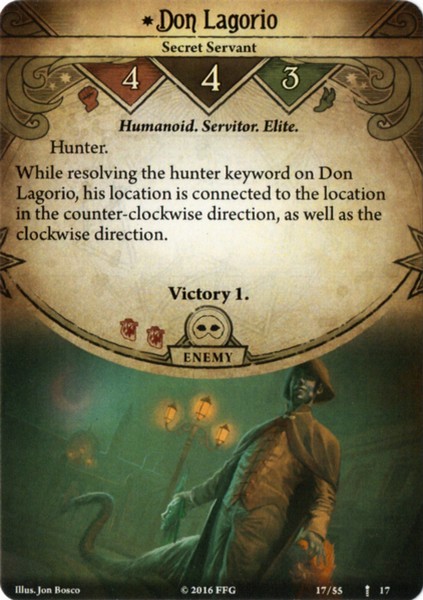 Don Lagorio
Secret Servant
4 4 3
Humanoid. Servitor. Elite.
Hunter.
While resolving the hunter keyword on Don
Lagorio, his location is connected to the location
in the counter-clockwise direction, as well as the
clockwise direction.
Victory 1.
ENEMY
Illus. Jon Bosco © 2016 FFG 17/55 17